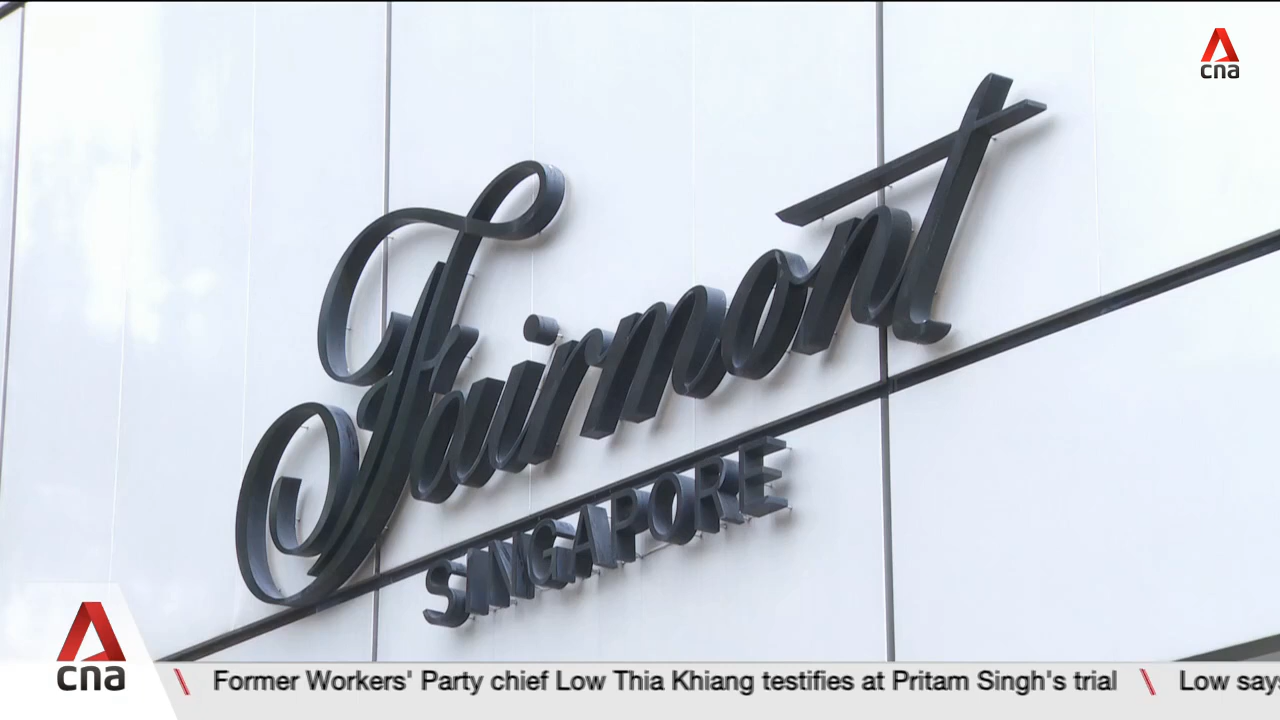 cna
Fairmont
SINGAPORE
cna
\ Former Workers' Party chief Low Thia Khiang testifies at Pritam Singh's trial \ Low says